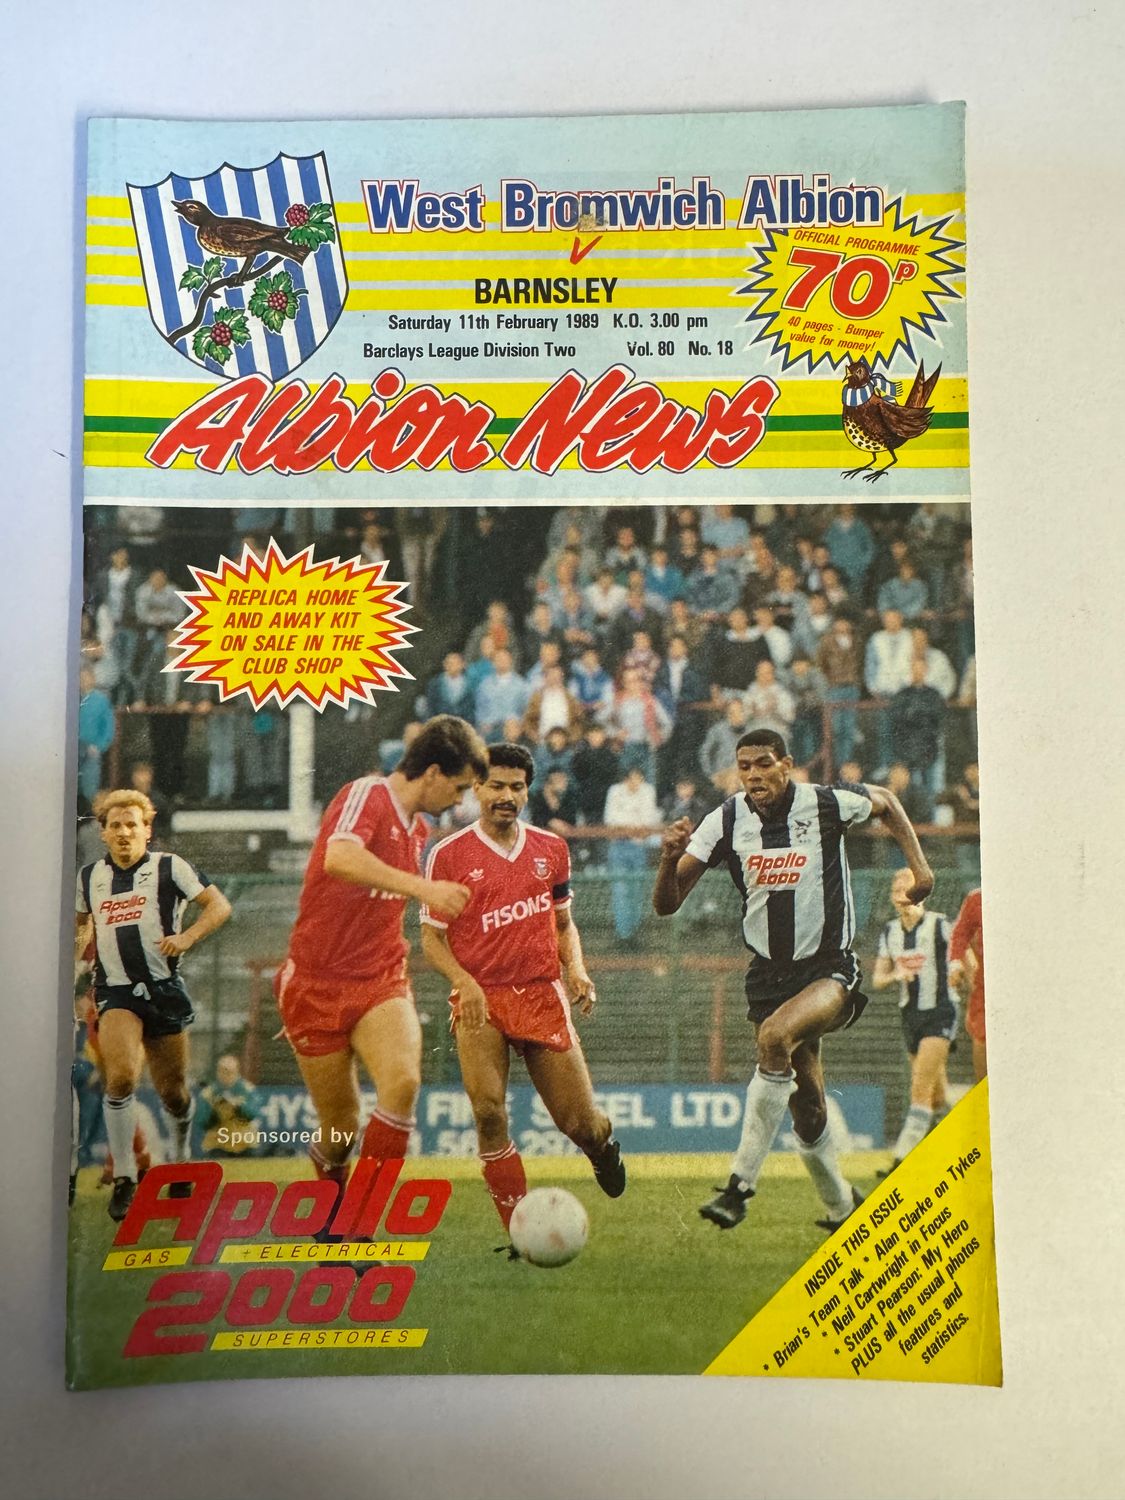 West Bromwich Albion
V
BARNSLEY
Saturday 11th February 1989 K.O. 3.00 pm
Barclays League Division Two Vol. 80 No. 18
OFFICIAL PROGRAMME
70p
40 pages - Bumper
value for money!
Albion News
REPLICA HOME
AND AWAY KIT
ON SALE IN THE
CLUB SHOP
Apollo
2000
FISONS
Apollo
2000
FINE STEEL LTD
Sponsored by
Apollo
GAS + ELECTRICAL
2000
SUPERSTORES
INSIDE THIS ISSUE
* Brian's Team Talk * Alan Clarke on Tykes
* Neil Cartwright in Focus
* Stuart Pearson: My Hero
PLUS all the usual photos
features and
statistics.